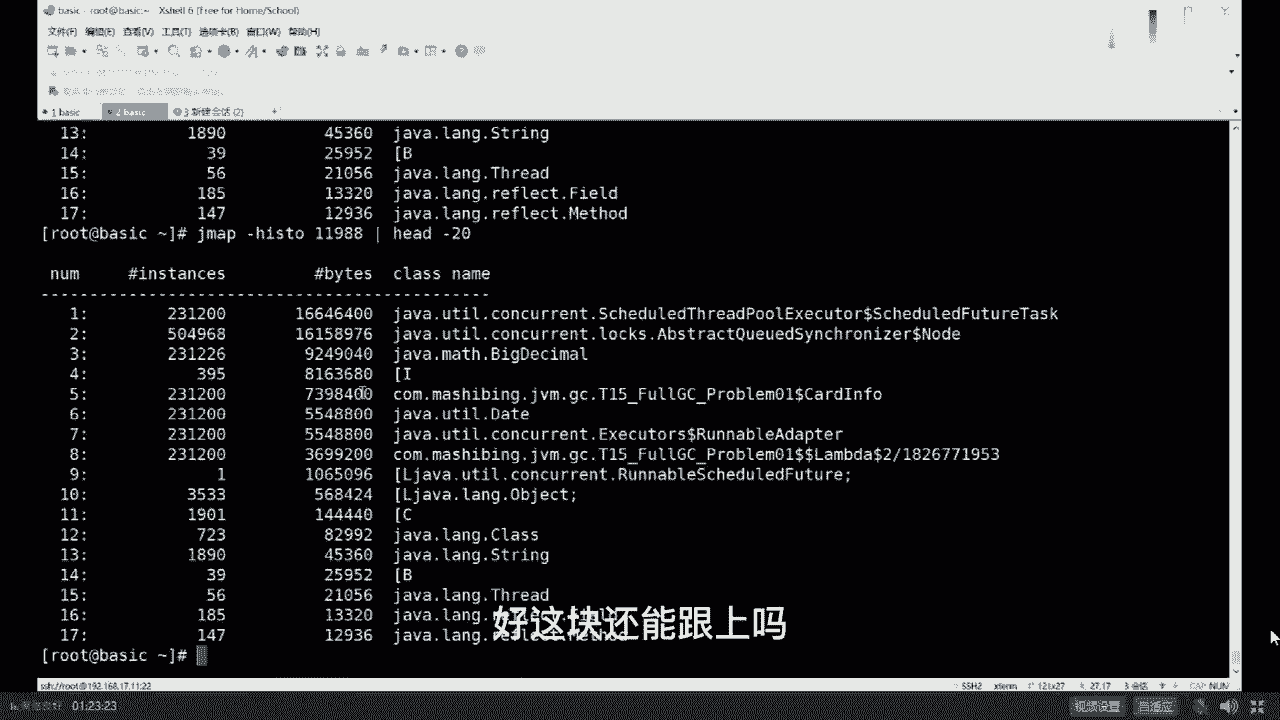 basic - root@basic:~ Xshell 6 (Free for Home/School)
文件(F) 编辑(E) 查看(V) 工具(T) 选项卡(B) 窗口(W) 帮助(H)
1 basic 2 basic 3 新建会话 (2) +
13: 1890 45360 java.lang.String
14: 39 25952 [B
15: 56 21056 java.lang.Thread
16: 185 13320 java.lang.reflect.Field
17: 147 12936 java.lang.reflect.Method
[root@basic ~]# jmap -histo 11988 | head -20
num #instances #bytes class name
----------------------------------------------
1: 231200 16646400 java.util.concurrent.ScheduledThreadPoolExecutor$ScheduledFutureTask
2: 504968 16158976 java.util.concurrent.locks.AbstractQueuedSynchronizer$Node
3: 231226 9249040 java.math.BigDecimal
4: 395 8163680 [I
5: 231200 7398400 com.mashibing.jvm.gc.T15_FullGC_Problem01$CardInfo
6: 231200 5548800 java.util.Date
7: 231200 5548800 java.util.concurrent.Executors$RunnableAdapter
8: 231200 3699200 com.mashibing.jvm.gc.T15_FullGC_Problem01$$Lambda$2/1826771953
9: 1 1065096 [Ljava.util.concurrent.RunnableScheduledFuture;
10: 3533 568424 [Ljava.lang.Object;
11: 1901 144440 [C
12: 723 82992 java.lang.Class
13: 1890 45360 java.lang.String
14: 39 25952 [B
15: 56 21056 java.lang.Thread
16: 185 13320 java.lang.
17: 147 12936 java.lang.reflect.Method
好这块还能跟上吗
[root@basic ~]#
ssh://root@192.168.17.11:22 SSH2 xterm 121x27 27,17 3 会话 CAP NUM
01:23:23 视频设置 自适应